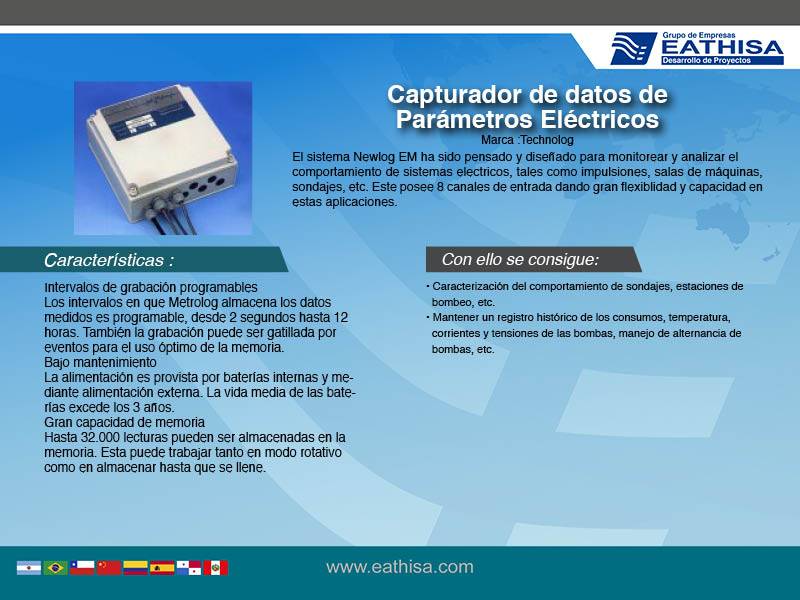 Grupo de Empresas
EATHISA
Desarrollo de Proyectos
Capturador de datos de
Parámetros Eléctricos
Marca :Technolog
El sistema Newlog EM ha sido pensado y diseñado para monitorear y analizar el
comportamiento de sistemas electricos, tales como impulsiones, salas de máquinas,
sondajes, etc. Este posee 8 canales de entrada dando gran flexiblidad y capacidad en
estas aplicaciones.
Características :
Intervalos de grabación programables
Los intervalos en que Metrolog almacena los datos
medidos es programable, desde 2 segundos hasta 12
horas. También la grabación puede ser gatillada por
eventos para el uso óptimo de la memoria.
Bajo mantenimiento
La alimentación es provista por baterías internas y me-
diante alimentación externa. La vida media de las bate-
rías excede los 3 años.
Gran capacidad de memoria
Hasta 32.000 lecturas pueden ser almacenadas en la
memoria. Esta puede trabajar tanto en modo rotativo
como en almacenar hasta que se llene.
Con ello se consigue:
· Caracterización del comportamiento de sondajes, estaciones de
bombeo, etc.
· Mantener un registro histórico de los consumos, temperatura,
corrientes y tensiones de las bombas, manejo de alternancia de
bombas, etc.
www.eathisa.com